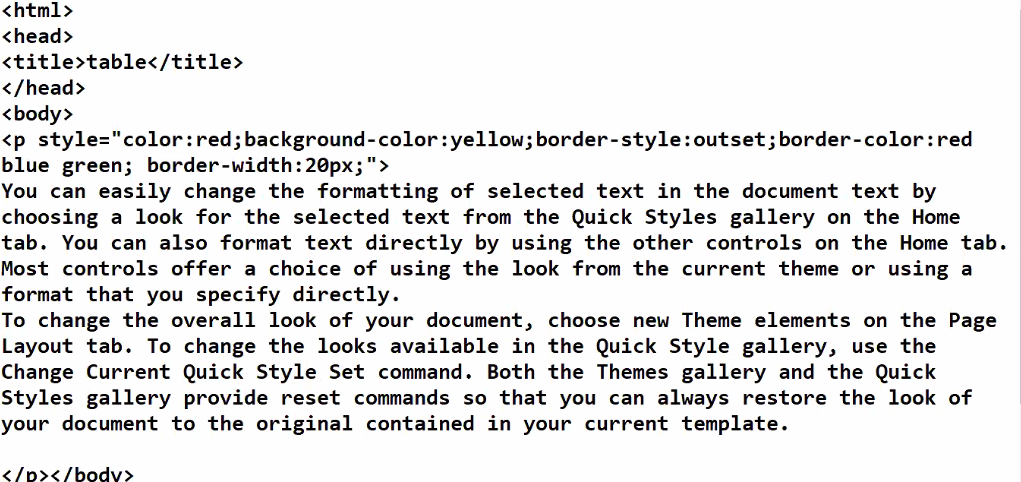 <html>
<head>
<title>table</title>
</head>
<body>
<p style="color:red;background-color:yellow;border-style:outset;border-color:red
blue green; border-width:20px;">
You can easily change the formatting of selected text in the document text by
choosing a look for the selected text from the Quick Styles gallery on the Home
tab. You can also format text directly by using the other controls on the Home tab.
Most controls offer a choice of using the look from the current theme or using a
format that you specify directly.
To change the overall look of your document, choose new Theme elements on the Page
Layout tab. To change the looks available in the Quick Style gallery, use the
Change Current Quick Style Set command. Both the Themes gallery and the Quick
Styles gallery provide reset commands so that you can always restore the look of
your document to the original contained in your current template.
</p></body>